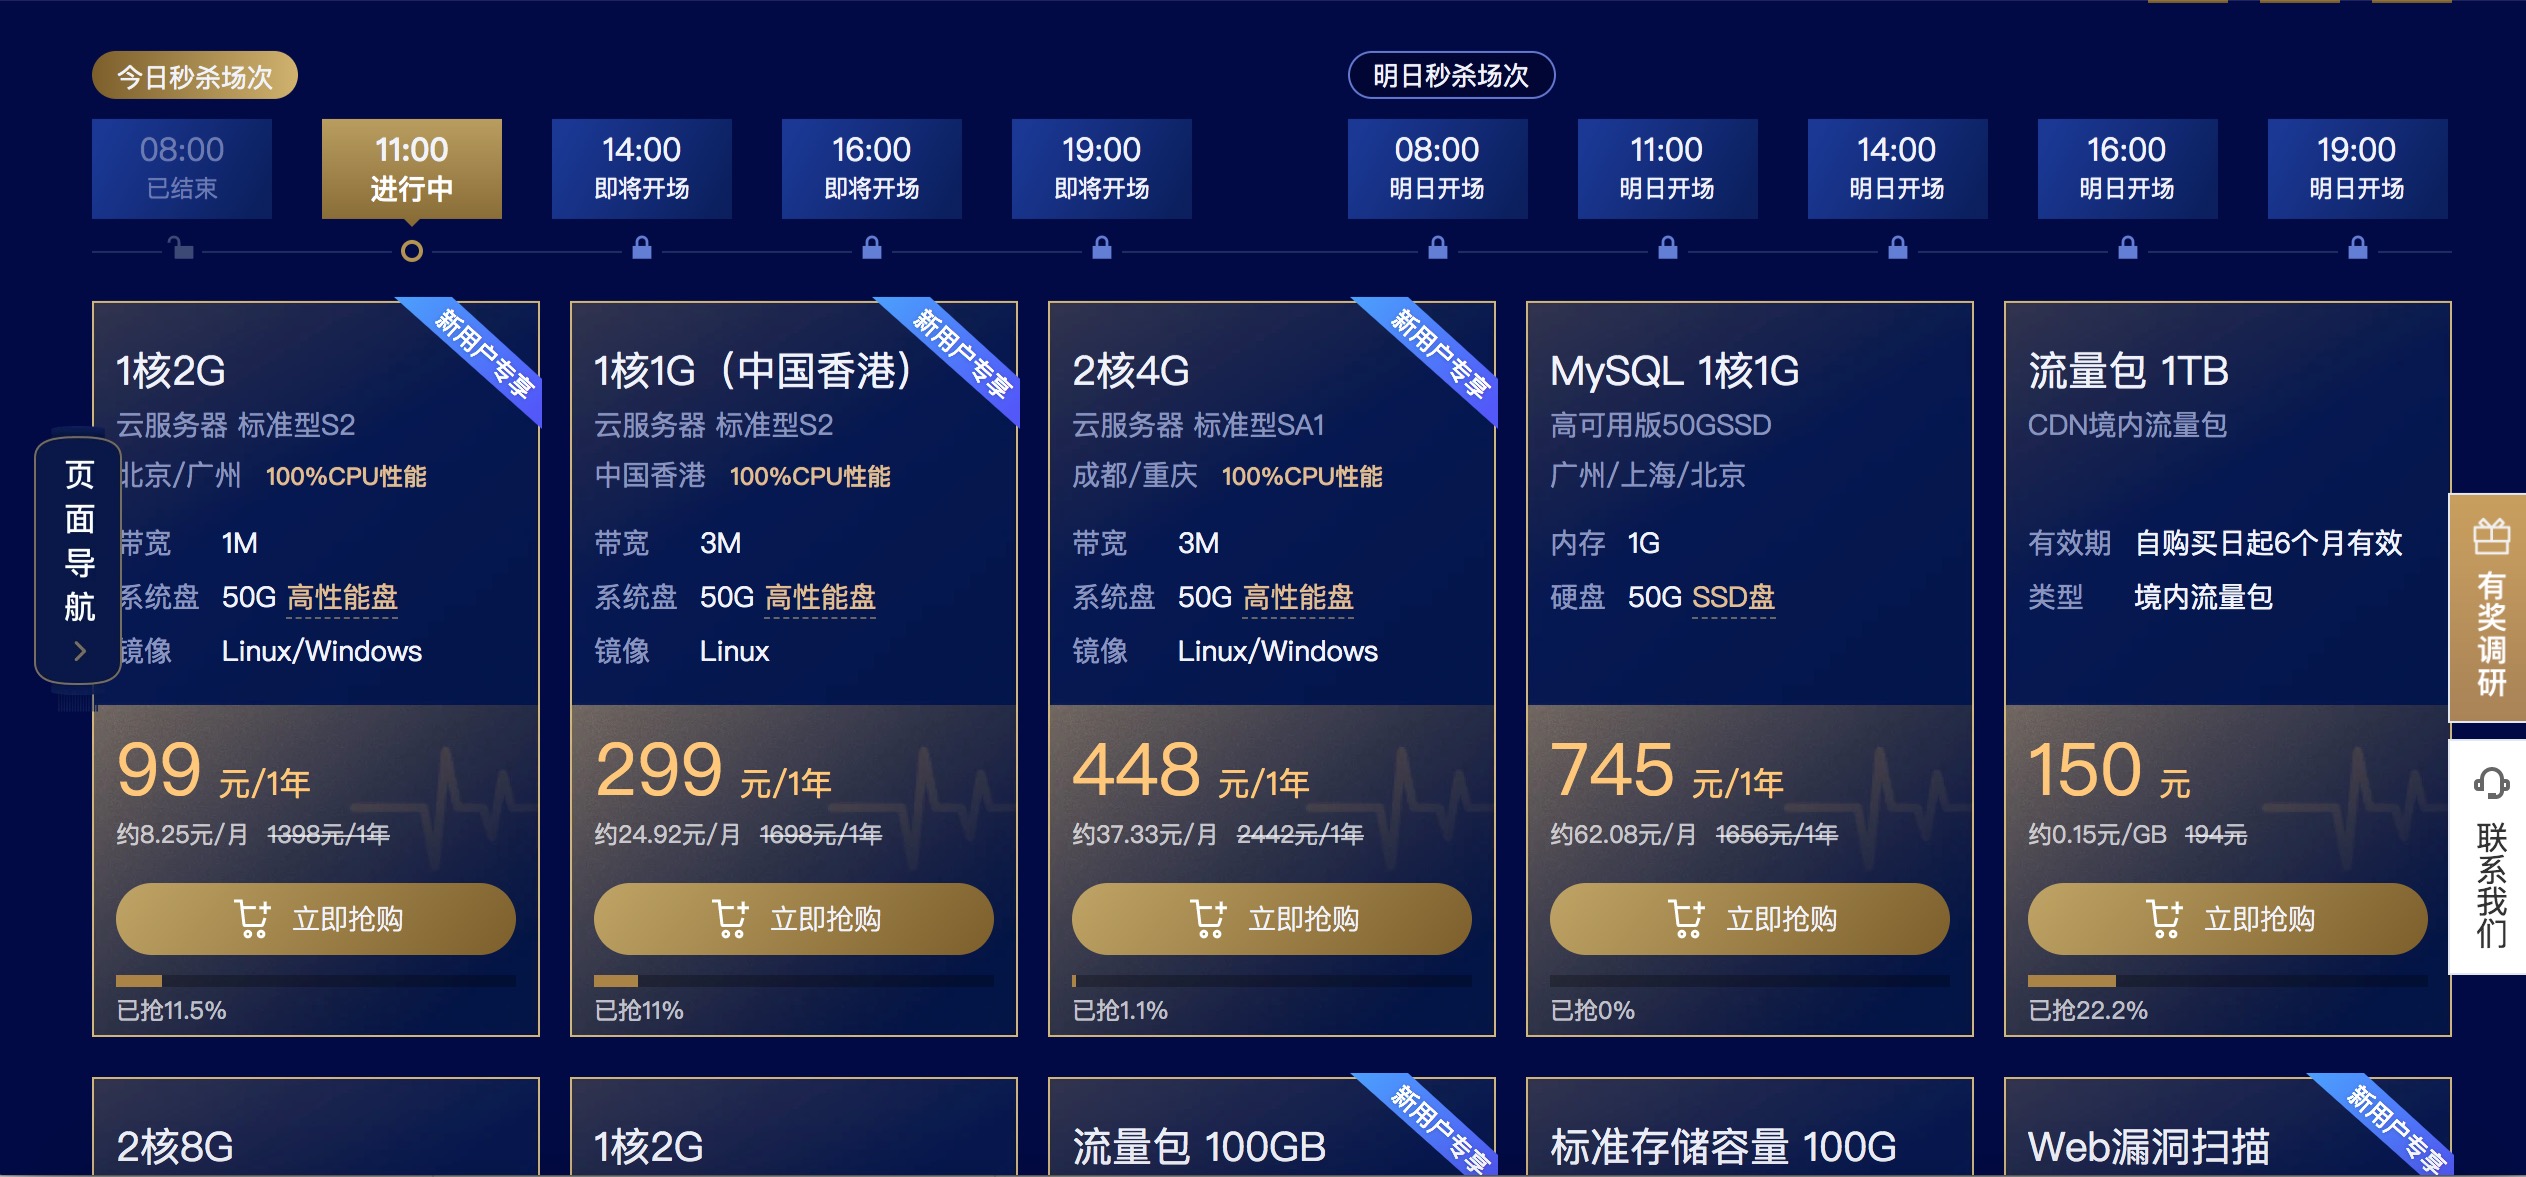 今日秒杀场次
明日秒杀场次
08:00
已结束
11:00
进行中
14:00
即将开场
16:00
即将开场
19:00
即将开场
08:00
明日开场
11:00
明日开场
14:00
明日开场
16:00
明日开场
19:00
明日开场
新用户专享
1核2G
云服务器 标准型S2
北京/广州 100%CPU性能
带宽 1M
系统盘 50G 高性能盘
镜像 Linux/Windows
99 元/1年
约8.25元/月 1398元/1年
立即抢购
已抢11.5%
新用户专享
1核1G（中国香港）
云服务器 标准型S2
中国香港 100%CPU性能
带宽 3M
系统盘 50G 高性能盘
镜像 Linux
299 元/1年
约24.92元/月 1698元/1年
立即抢购
已抢11%
新用户专享
2核4G
云服务器 标准型SA1
成都/重庆 100%CPU性能
带宽 3M
系统盘 50G 高性能盘
镜像 Linux/Windows
448 元/1年
约37.33元/月 2442元/1年
立即抢购
已抢1.1%
MySQL 1核1G
高可用版50GSSD
广州/上海/北京
内存 1G
硬盘 50G SSD盘
745 元/1年
约62.08元/月 1656元/1年
立即抢购
已抢0%
流量包 1TB
CDN境内流量包
有效期 自购买日起6个月有效
类型 境内流量包
150 元
约0.15元/GB 194元
立即抢购
已抢22.2%
页面导航
有奖调研
联系我们
2核8G
1核2G
新用户专享
流量包 100GB
标准存储容量 100G
新用户专享
Web漏洞扫描